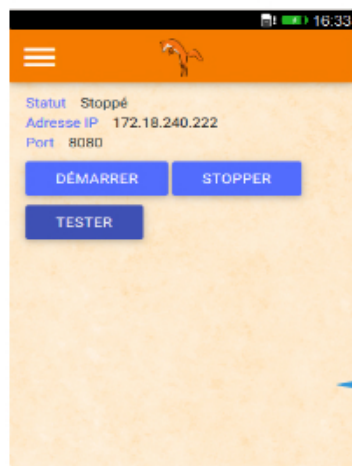 16:33
Statut Stoppé
Adresse IP 172.18.240.222
Port 8080
DÉMARRER STOPPER
TESTER